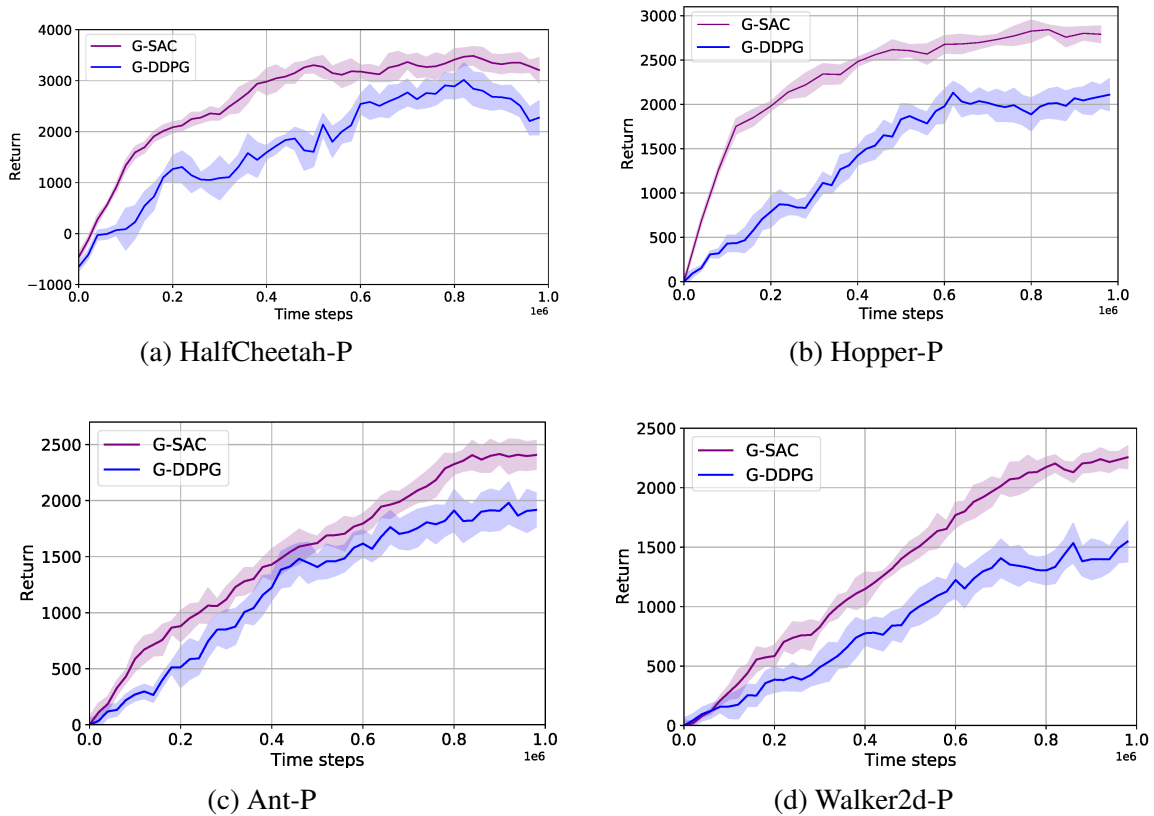 4000
3000
2000
1000
0
−1000
Return
G-SAC
G-DDPG
0.0 0.2 0.4 0.6 0.8 1.0
Time steps 1e6
(a) HalfCheetah-P
3000
2500
2000
1500
1000
500
0
Return
G-SAC
G-DDPG
0.0 0.2 0.4 0.6 0.8 1.0
Time steps 1e6
(b) Hopper-P
2500
2000
1500
1000
500
0
Return
G-SAC
G-DDPG
0.0 0.2 0.4 0.6 0.8 1.0
Time steps 1e6
(c) Ant-P
2500
2000
1500
1000
500
0
Return
G-SAC
G-DDPG
0.0 0.2 0.4 0.6 0.8 1.0
Time steps 1e6
(d) Walker2d-P